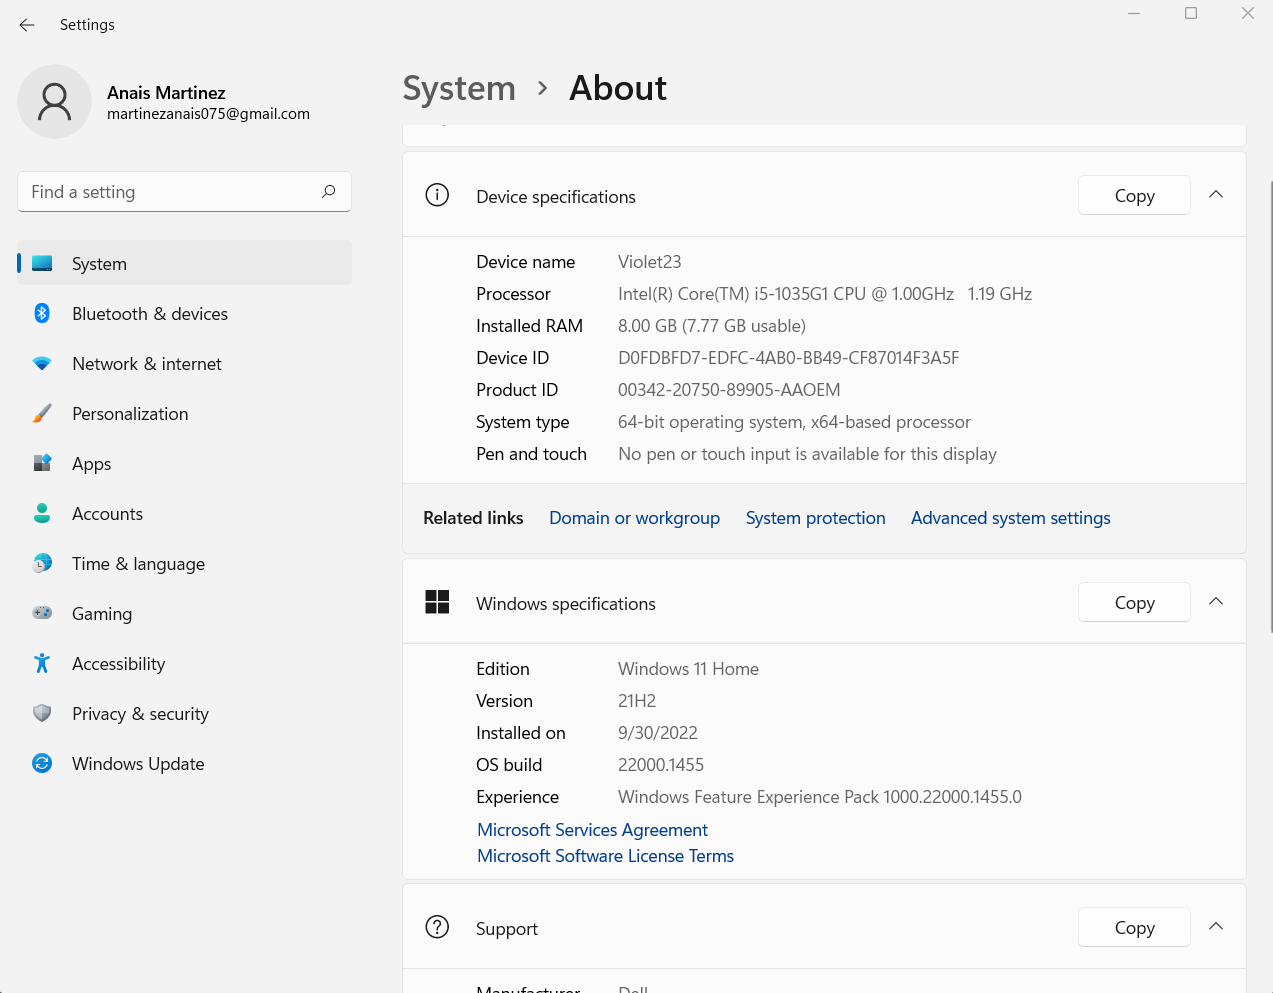 Settings
Anais Martinez
martinezanais075@gmail.com
Find a setting
System
Bluetooth & devices
Network & internet
Personalization
Apps
Accounts
Time & language
Gaming
Accessibility
Privacy & security
Windows Update
System > About
Device specifications Copy
Device name Violet23
Processor Intel(R) Core(TM) i5-1035G1 CPU @ 1.00GHz 1.19 GHz
Installed RAM 8.00 GB (7.77 GB usable)
Device ID D0FDBFD7-EDFC-4AB0-BB49-CF87014F3A5F
Product ID 00342-20750-89905-AAOEM
System type 64-bit operating system, x64-based processor
Pen and touch No pen or touch input is available for this display
Related links Domain or workgroup System protection Advanced system settings
Windows specifications Copy
Edition Windows 11 Home
Version 21H2
Installed on 9/30/2022
OS build 22000.1455
Experience Windows Feature Experience Pack 1000.22000.1455.0
Microsoft Services Agreement
Microsoft Software License Terms
Support Copy
Manufacturer Dell